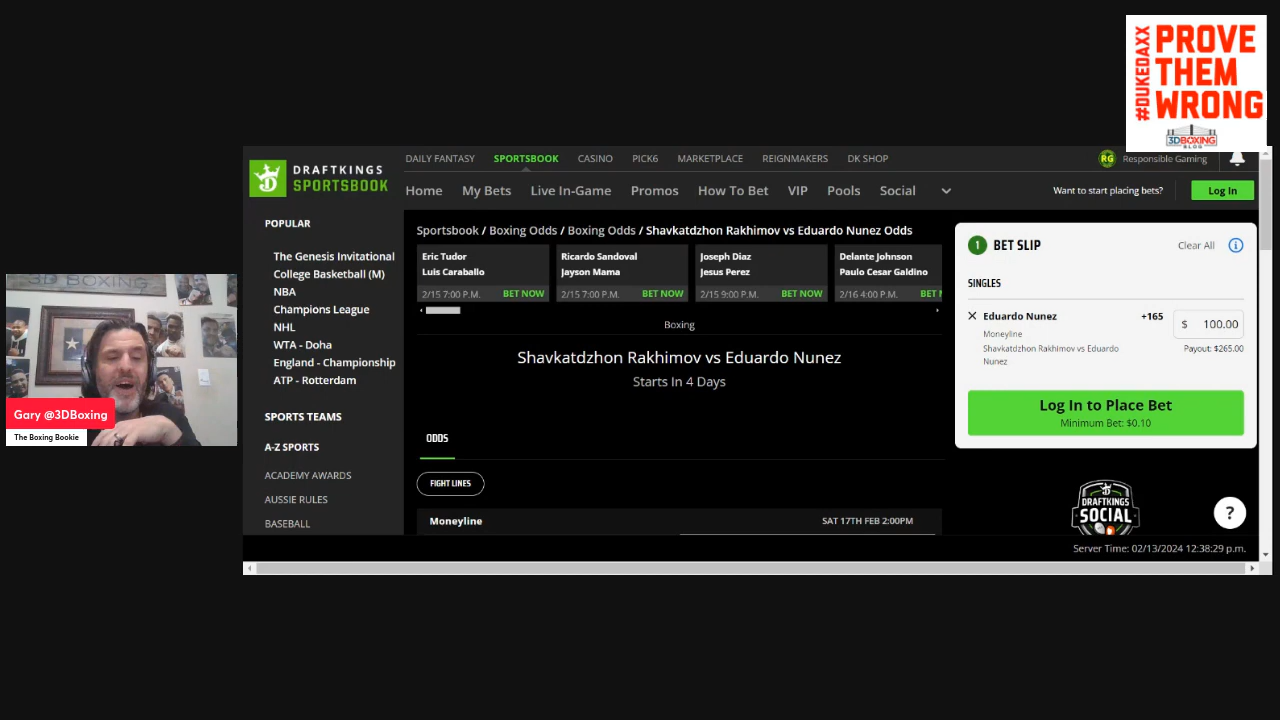 #DUKEDAXX
PROVE
THEM
WRONG
3DBOXING
BLOG
DRAFTKINGS
SPORTSBOOK
DAILY FANTASY
SPORTSBOOK
CASINO
PICK6
MARKETPLACE
REIGNMAKERS
DK SHOP
RG
Responsible Gaming
Home
My Bets
Live In-Game
Promos
How To Bet
VIP
Pools
Social
Want to start placing bets?
Log In
POPULAR
The Genesis Invitational
College Basketball (M)
NBA
Champions League
NHL
WTA - Doha
England - Championship
ATP - Rotterdam
SPORTS TEAMS
A-Z SPORTS
ACADEMY AWARDS
AUSSIE RULES
BASEBALL
Sportsbook / Boxing Odds / Boxing Odds / Shavkatdzhon Rakhimov vs Eduardo Nunez Odds
Eric Tudor
Luis Caraballo
2/15 7:00 P.M.
BET NOW
Ricardo Sandoval
Jayson Mama
2/15 7:00 P.M.
BET NOW
Joseph Diaz
Jesus Perez
2/15 9:00 P.M.
BET NOW
Delante Johnson
Paulo Cesar Galdino
2/16 4:00 P.M.
BET N
Boxing
Shavkatdzhon Rakhimov vs Eduardo Nunez
Starts In 4 Days
ODDS
FIGHT LINES
Moneyline
SAT 17TH FEB 2:00PM
1
BET SLIP
Clear All
SINGLES
Eduardo Nunez
+165
$ 100.00
Moneyline
Shavkatdzhon Rakhimov vs Eduardo
Nunez
Payout: $265.00
Log In to Place Bet
Minimum Bet: $0.10
DRAFTKINGS
SOCIAL
?
Server Time: 02/13/2024 12:38:29 p.m.
3D BOXING
Gary @3DBoxing
The Boxing Bookie